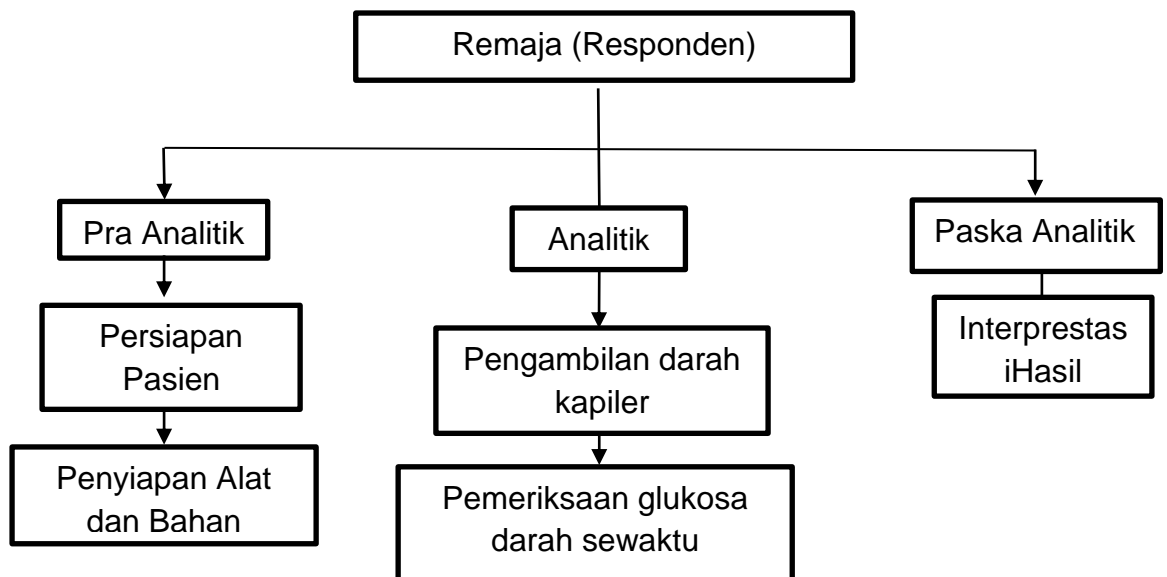 Remaja (Responden)
Pra Analitik
Persiapan
Pasien
Penyiapan Alat
dan Bahan
Analitik
Pengambilan darah
kapiler
Pemeriksaan glukosa
darah sewaktu
Paska Analitik
Interprestas
iHasil